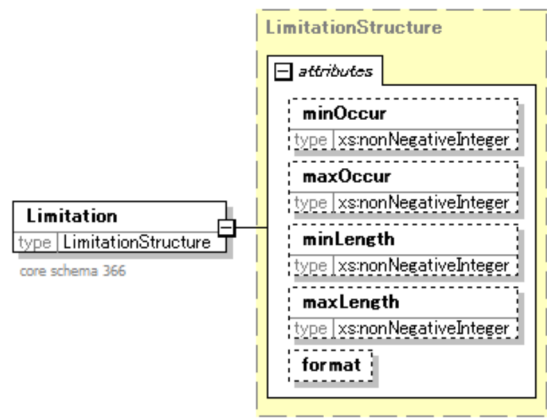 LimitationStructure
attributes
minOccur
type xs:nonNegativeInteger
maxOccur
type xs:nonNegativeInteger
Limitation
type LimitationStructure
core schema 366
minLength
type xs:nonNegativeInteger
maxLength
type xs:nonNegativeInteger
format